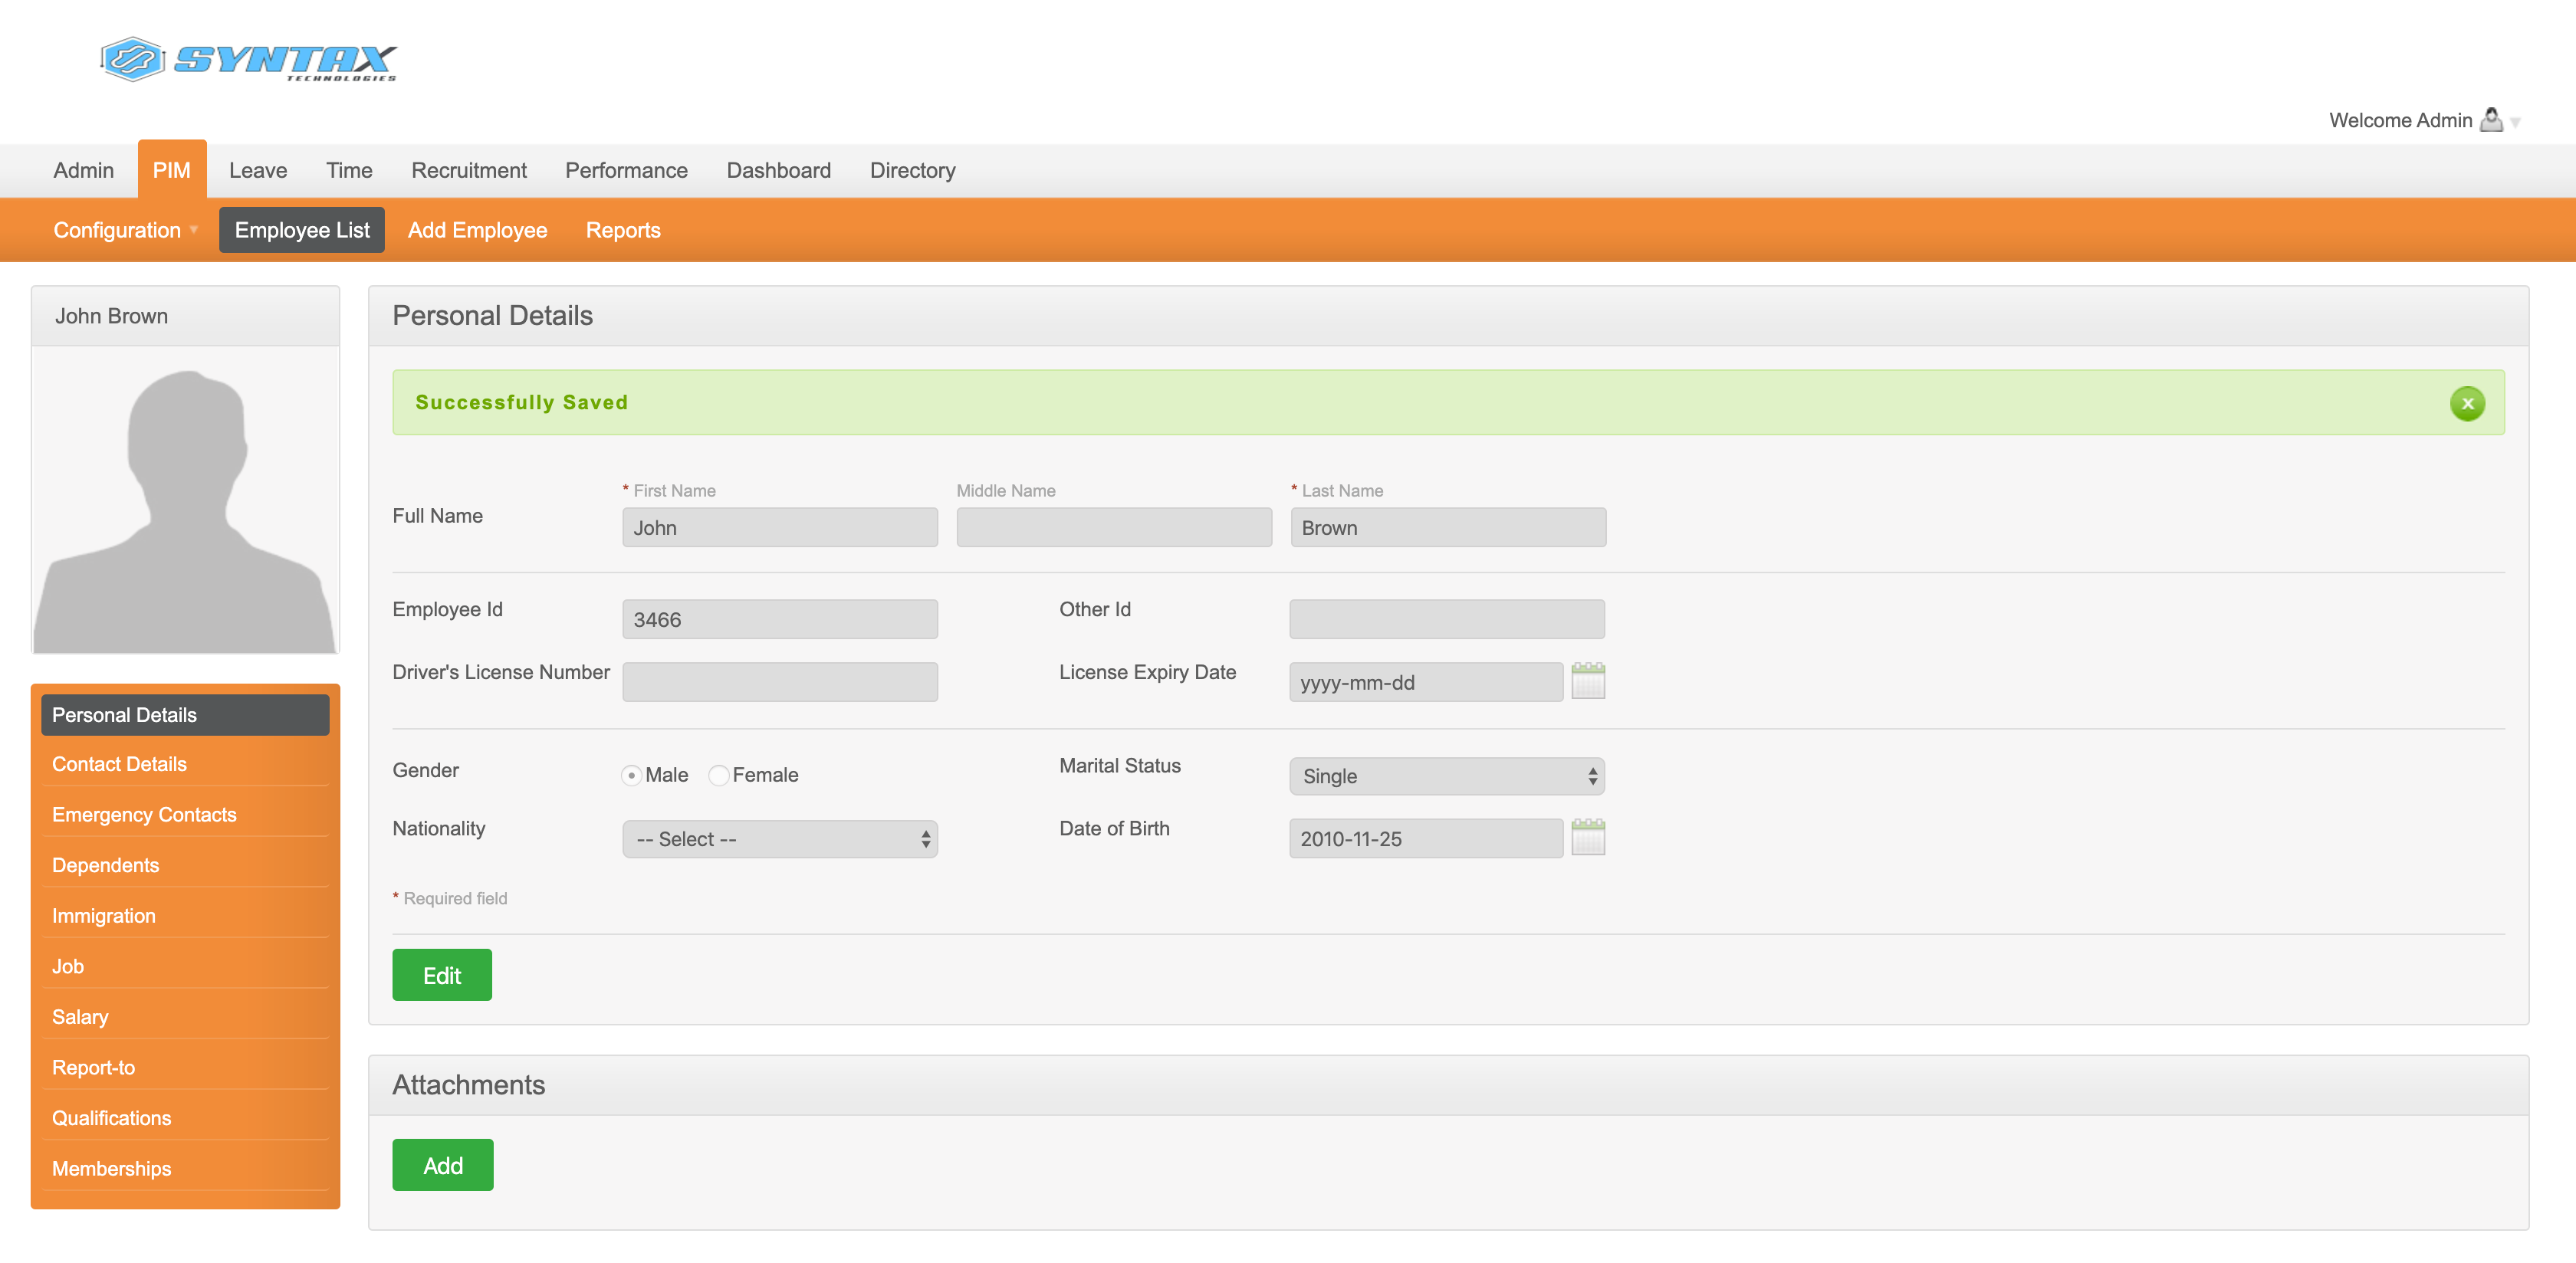 SYNTAX
TECHNOLOGIES
Welcome Admin
Admin PIM Leave Time Recruitment Performance Dashboard Directory
Configuration Employee List Add Employee Reports
John Brown
Personal Details
Contact Details
Emergency Contacts
Dependents
Immigration
Job
Salary
Report-to
Qualifications
Memberships
Personal Details
Successfully Saved
x
* First Name Middle Name * Last Name
Full Name John Brown
Employee Id 3466 Other Id
Driver's License Number License Expiry Date yyyy-mm-dd
Gender Male Female Marital Status Single
Nationality -- Select -- Date of Birth 2010-11-25
* Required field
Edit
Attachments
Add